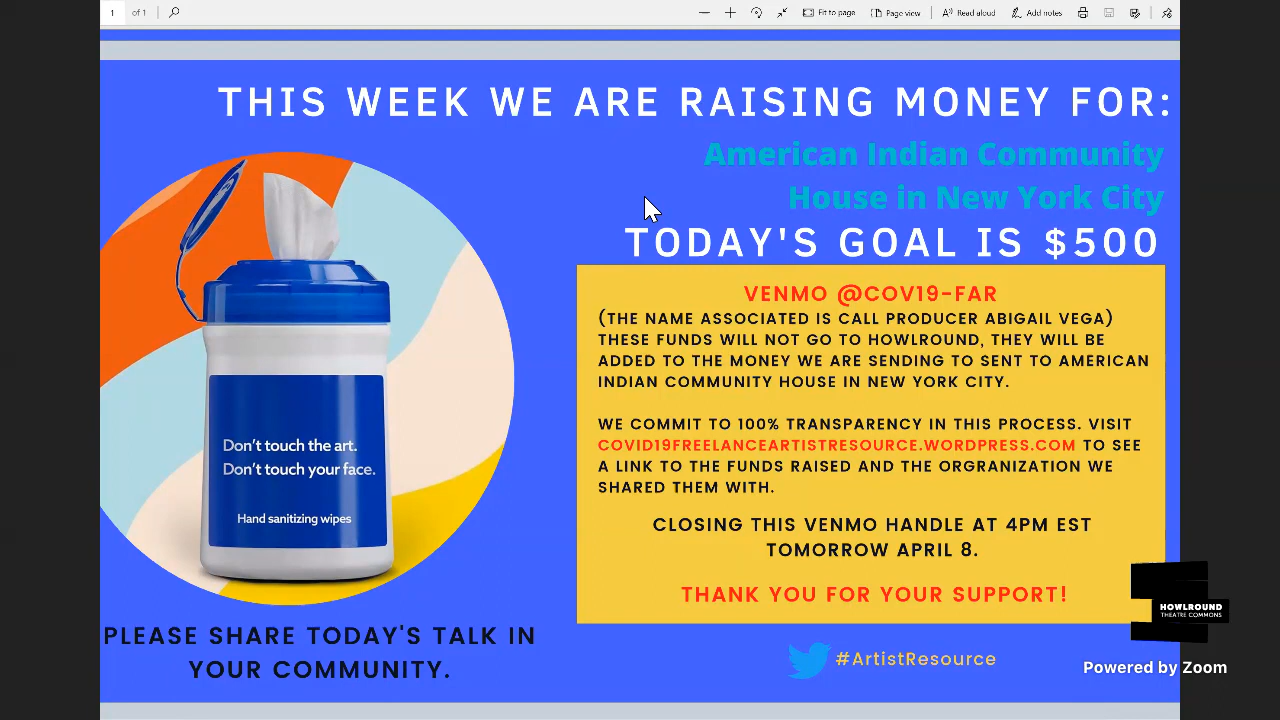 1 of 1 Fit to page Page view Read aloud Add notes
THIS WEEK WE ARE RAISING MONEY FOR:
American Indian Community
House in New York City
TODAY'S GOAL IS $500
VENMO @COV19-FAR
(THE NAME ASSOCIATED IS CALL PRODUCER ABIGAIL VEGA)
THESE FUNDS WILL NOT GO TO HOWLROUND, THEY WILL BE
ADDED TO THE MONEY WE ARE SENDING TO SENT TO AMERICAN
INDIAN COMMUNITY HOUSE IN NEW YORK CITY.
WE COMMIT TO 100% TRANSPARENCY IN THIS PROCESS. VISIT
COVID19FREELANCEARTISTRESOURCE.WORDPRESS.COM TO SEE
A LINK TO THE FUNDS RAISED AND THE ORGRANIZATION WE
SHARED THEM WITH.
CLOSING THIS VENMO HANDLE AT 4PM EST
TOMORROW APRIL 8.
THANK YOU FOR YOUR SUPPORT!
Don't touch the art.
Don't touch your face.
Hand sanitizing wipes
PLEASE SHARE TODAY'S TALK IN
YOUR COMMUNITY.
#ArtistResource
HOWLROUND
THEATRE COMMONS
Powered by Zoom